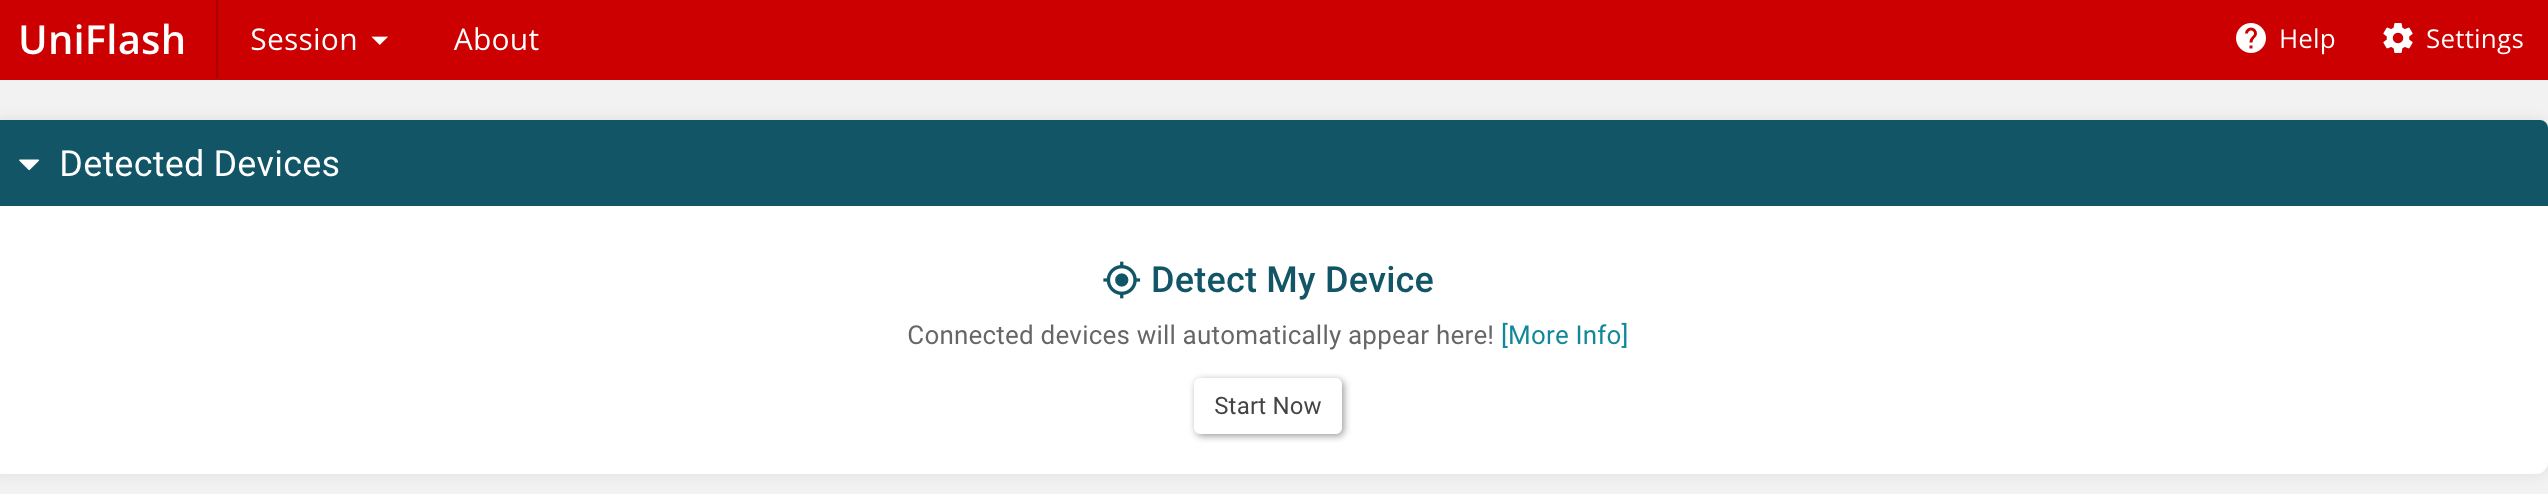 UniFlash Session About Help Settings
Detected Devices
Detect My Device
Connected devices will automatically appear here! [More Info]
Start Now